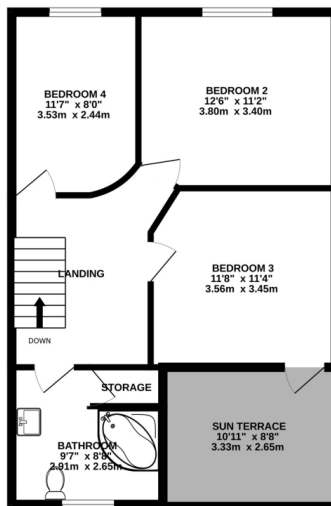 BEDROOM 4
11'7" x 8'0"
3.53m x 2.44m
BEDROOM 2
12'6" x 11'2"
3.80m x 3.40m
LANDING
BEDROOM 3
11'8" x 11'4"
3.56m x 3.45m
DOWN
STORAGE
BATHROOM
9'7" x 8'8"
2.91m x 2.65m
SUN TERRACE
10'11" x 8'8"
3.33m x 2.65m